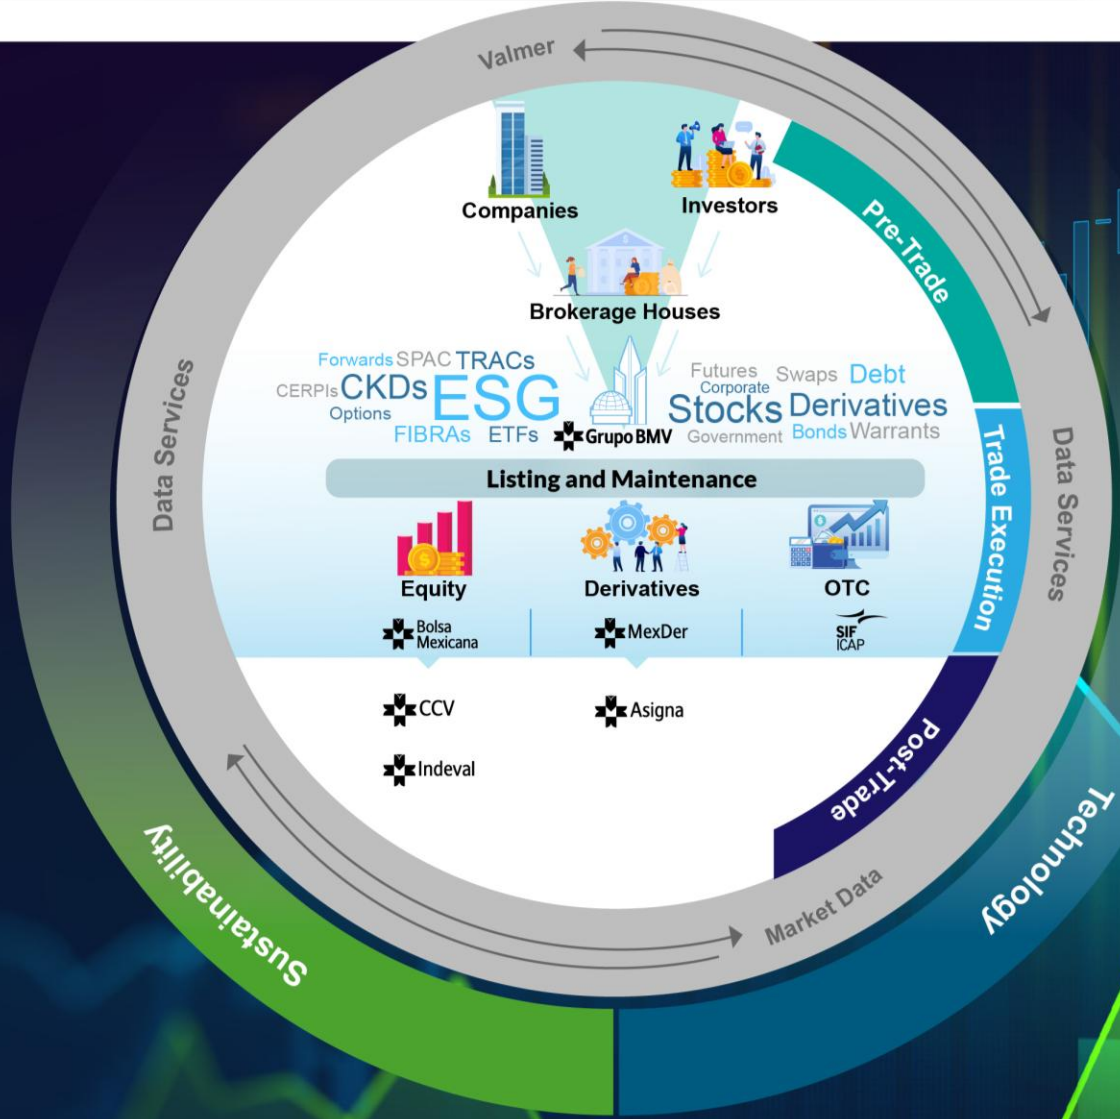 Valmer
Companies
Investors
Pre-Trade
Brokerage Houses
Forwards SPAC TRACs
CERPIs CKDs ESG
Options
FIBRAs ETFs
Grupo BMV
Futures Swaps Debt
Corporate
Stocks Derivatives
Government Bonds Warrants
Data Services
Data Services
Trade Execution
Listing and Maintenance
Equity
Derivatives
OTC
Bolsa
Mexicana
MexDer
SIF
ICAP
CCV
Asigna
Indeval
Post-Trade
Market Data
Sustainability
Technology